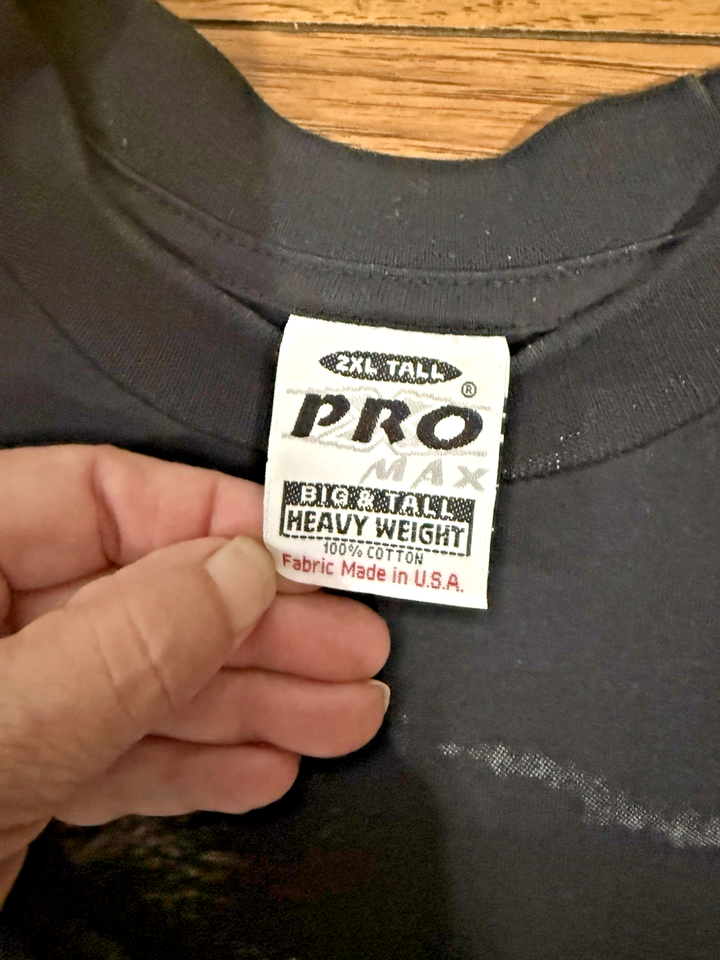 2XL TALL
®
PRO
MAX
BIG & TALL
HEAVY WEIGHT
100% COTTON
Fabric Made in U.S.A.